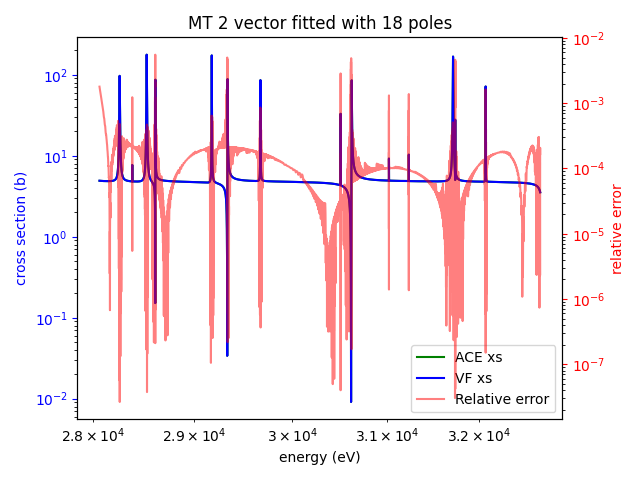 MT 2 vector fitted with 18 poles
10²
10¹
10⁰
10⁻¹
10⁻²
cross section (b)
10⁻²
10⁻³
10⁻⁴
10⁻⁵
10⁻⁶
10⁻⁷
relative error
ACE xs
VF xs
Relative error
2.8 × 10⁴ 2.9 × 10⁴ 3 × 10⁴ 3.1 × 10⁴ 3.2 × 10⁴
energy (eV)